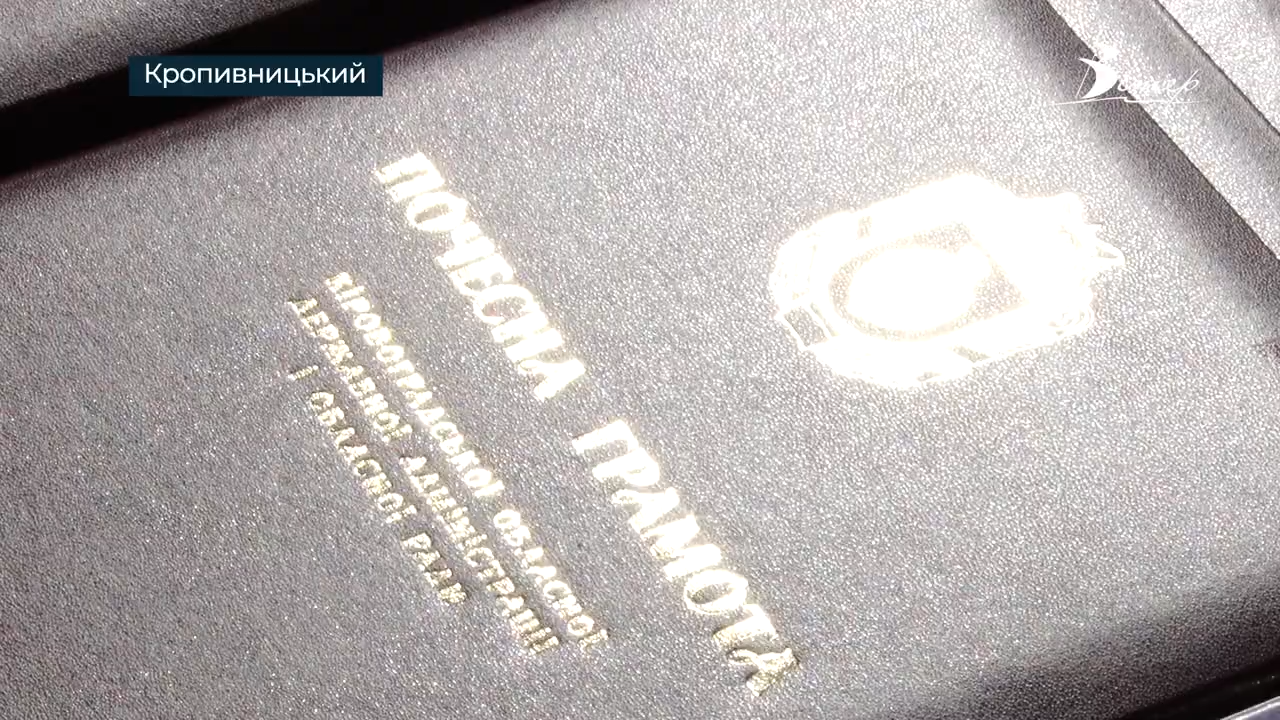 Кропивницький
ПОЧЕСНА ГРАМОТА
КІРОВОГРАДСЬКОЇ ОБЛАСНОЇ
ДЕРЖАВНОЇ АДМІНІСТРАЦІЇ
І ОБЛАСНОЇ РАДИ